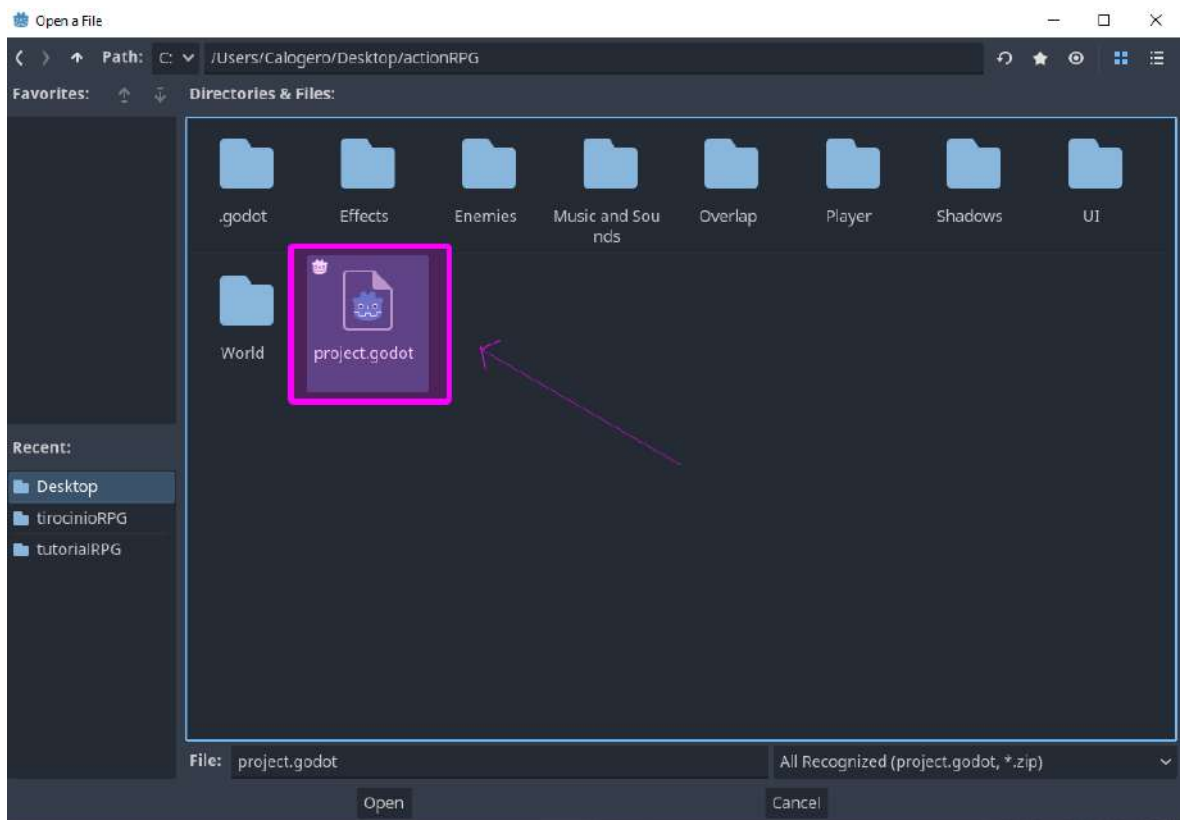 Open a File
Path: C: /Users/Calogero/Desktop/actionRPG
Favorites:
Directories & Files:
.godot Effects Enemies Music and Sou Overlap Player Shadows UI
nds
World project.godot
Recent:
Desktop
tirocinioRPG
tutorialRPG
File: project.godot All Recognized (project.godot, *.zip)
Open Cancel